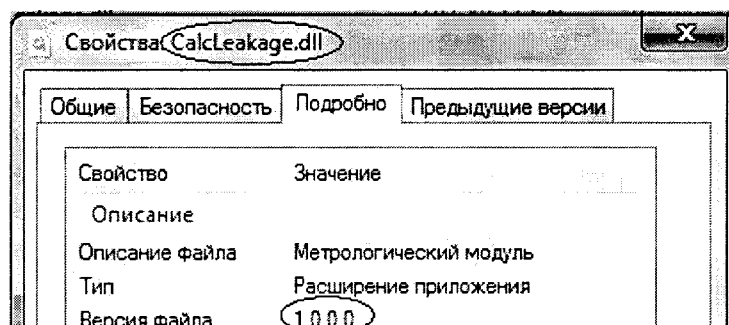 Свойства: CalcLeakage.dll
Общие Безопасность Подробно Предыдущие версии
Свойство Значение
Описание
Описание файла Метрологический модуль
Тип Расширение приложения
Версия файла 1.0.0.0